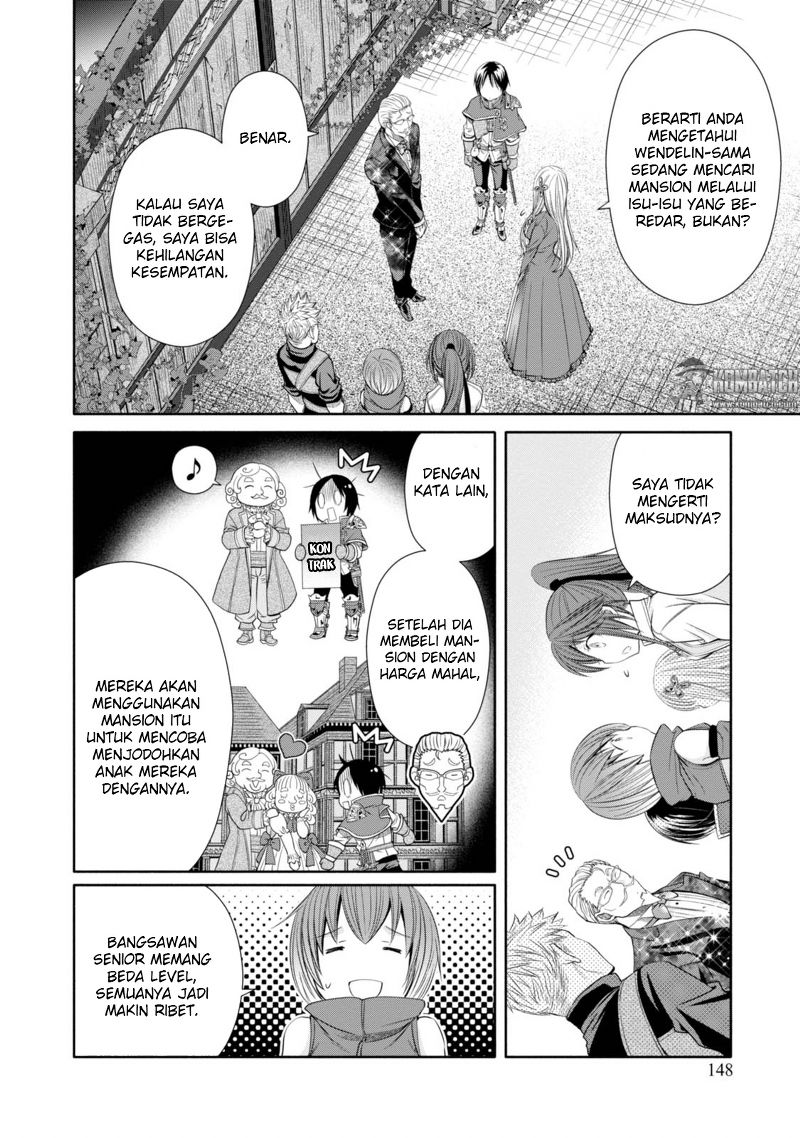 BERARTI ANDA
MENGETAHUI
WENDELIN-SAMA
SEDANG MENCARI
MANSION MELALUI
ISU-ISU YANG BE-
REDAR, BUKAN?
BENAR.
KALAU SAYA
TIDAK BERGE-
GAS, SAYA BISA
KEHILANGAN
KESEMPATAN.
SAYA TIDAK
MENGERTI
MAKSUDNYA?
DENGAN
KATA LAIN,
KON
TRAK
SETELAH DIA
MEMBELI MAN-
SION DENGAN
HARGA MAHAL,
MEREKA AKAN
MENGGUNAKAN
MANSION ITU
UNTUK MENCOBA
MENJODOHKAN
ANAK MEREKA
DENGANNYA.
BANGSAWAN
SENIOR MEMANG
BEDA LEVEL,
SEMUANYA JADI
MAKIN RIBET.
148